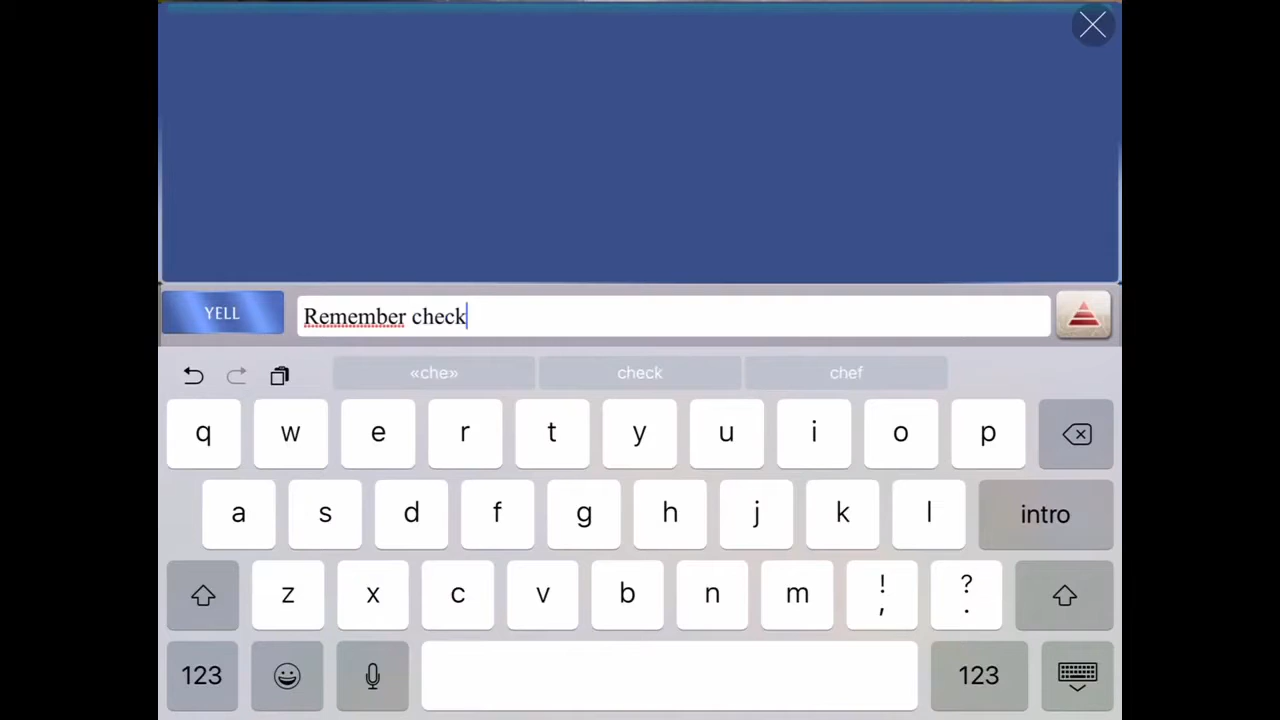 YELL
Remember check
«che» check chef
q w e r t y u i o p
a s d f g h j k l intro
z x c v b n m ! , ? .
123 123